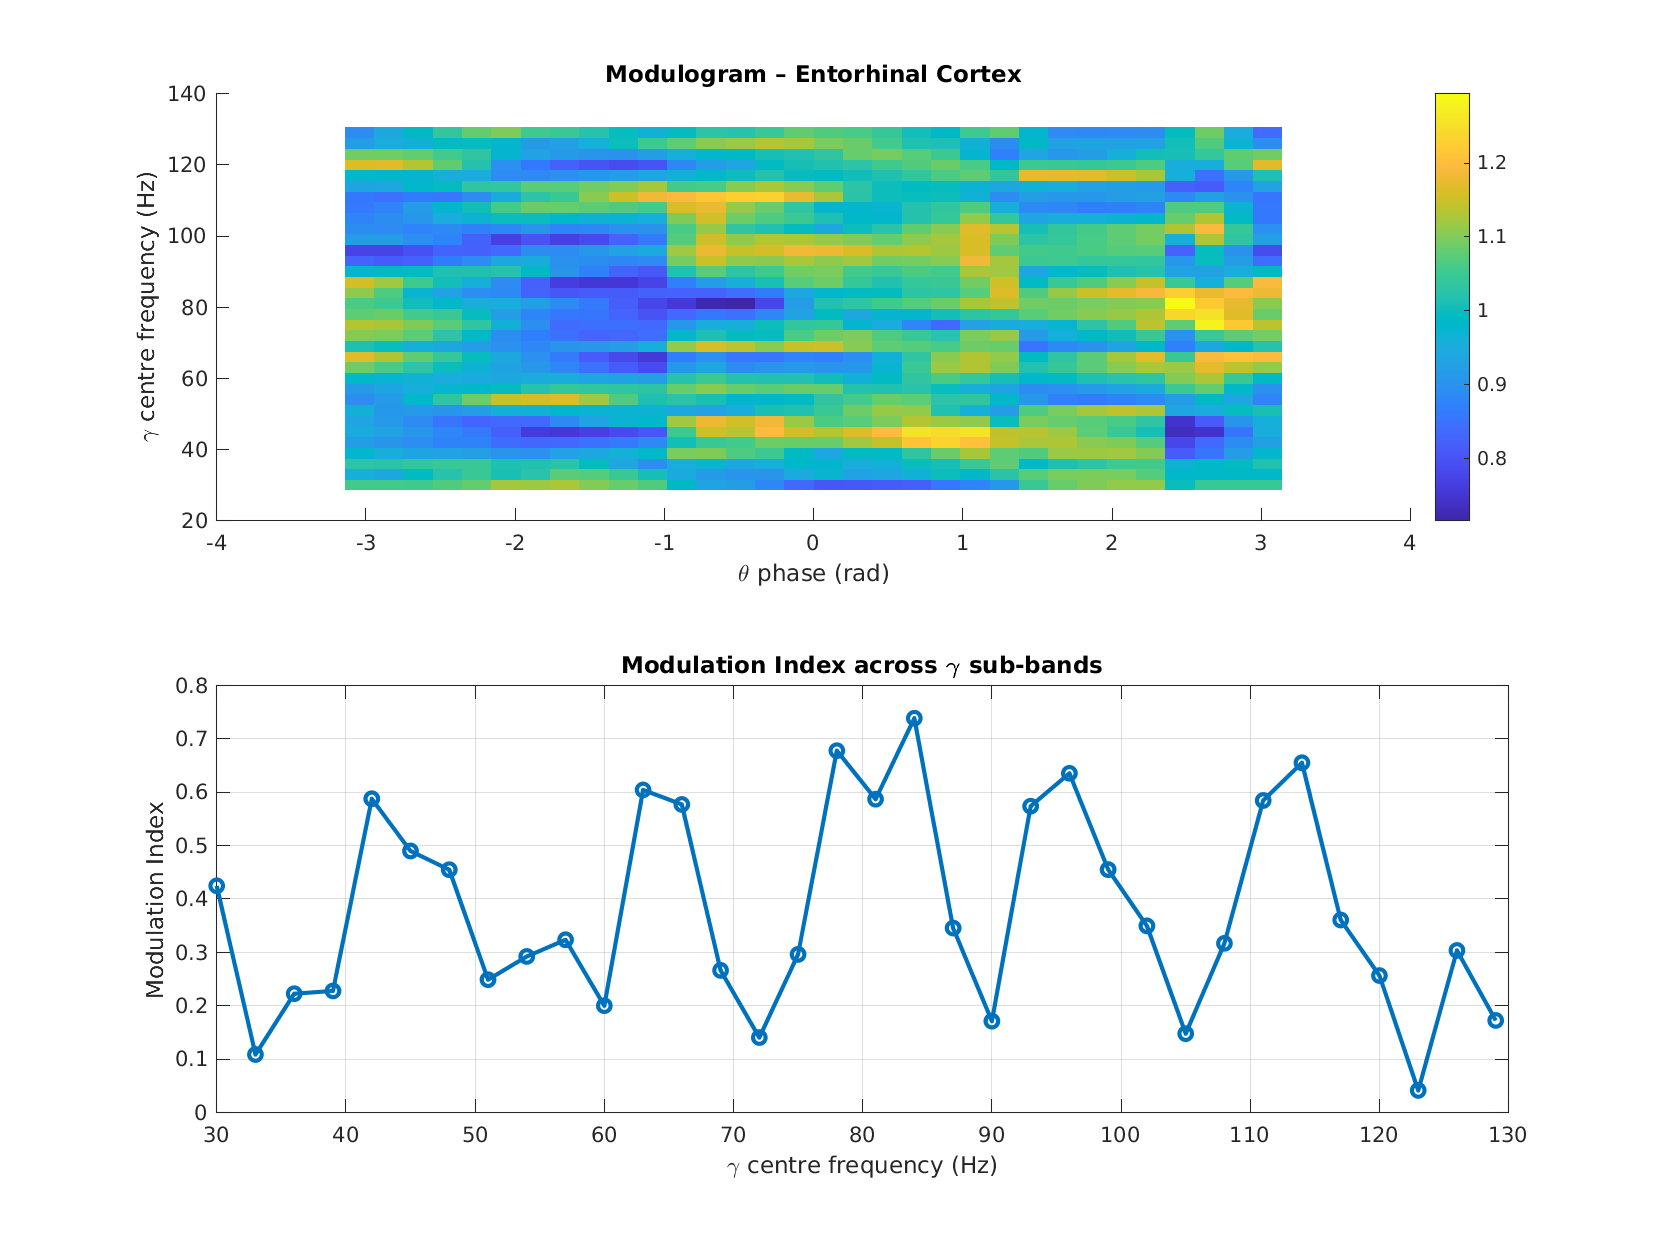 Modulogram – Entorhinal Cortex
140
120
100
80
60
40
20
γ centre frequency (Hz)
-4 -3 -2 -1 0 1 2 3 4
θ phase (rad)
1.2
1.1
1
0.9
0.8
Modulation Index across γ sub-bands
0.8
0.7
0.6
0.5
0.4
0.3
0.2
0.1
0
Modulation Index
30 40 50 60 70 80 90 100 110 120 130
γ centre frequency (Hz)